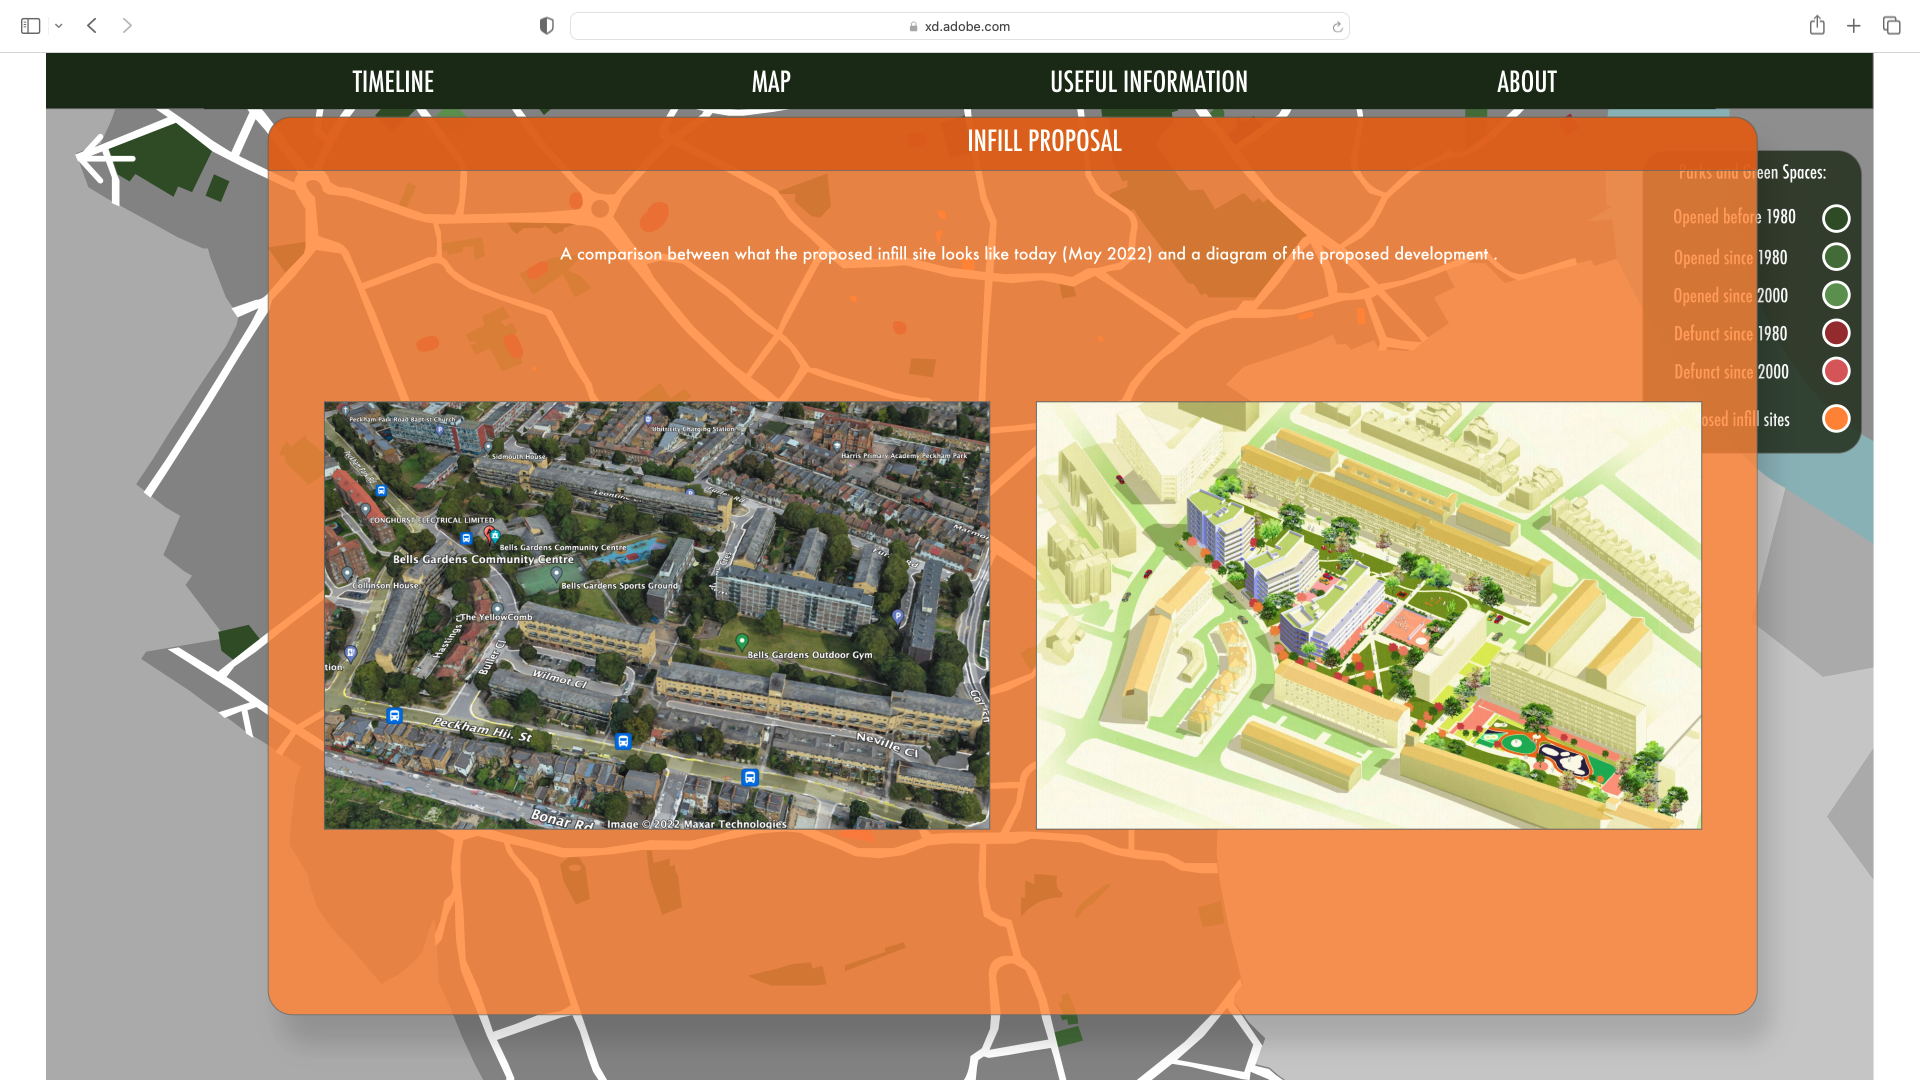 xd.adobe.com
TIMELINE
MAP
USEFUL INFORMATION
ABOUT
INFILL PROPOSAL
Parks and Green Spaces:
Opened before 1980
Opened since 1980
Opened since 2000
Defunct since 1980
Defunct since 2000
osed infill sites
A comparison between what the proposed infill site looks like today (May 2022) and a diagram of the proposed development .
Peckham Park Road Baptist Church
Ubitricity Charging Station
Sidmouth House
Harris Primary Academy Peckham Park
LONGHURST ELECTRICAL LIMITED
Bells Gardens Community Centre
Bells Gardens Community Centre
Collinson House
Bells Gardens Sports Ground
The YellowComb
Hastings Cl
Buller Cl
Bells Gardens Outdoor Gym
tion
Wilmot Cl
Peckham Hill St
Neville Cl
Bonar Rd
Image © 2022 Maxar Technologies